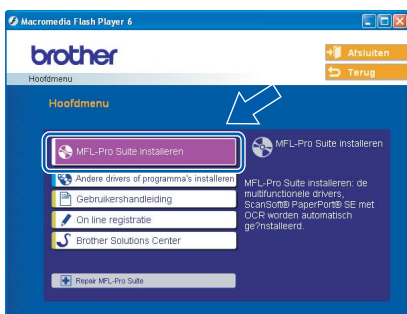 Macromedia Flash Player 6
brother
Afsluiten
Terug
Hoofdmenu
Hoofdmenu
MFL-Pro Suite installeren
Andere drivers of programma's installeren
Gebruikershandleiding
On line registratie
Brother Solutions Center
Repair MFL-Pro Suite
MFL-Pro Suite installeren
MFL-Pro Suite installeren: de
multifunctionele drivers,
ScanSoft® PaperPort® SE met
OCR worden automatisch
ge?nstalleerd.